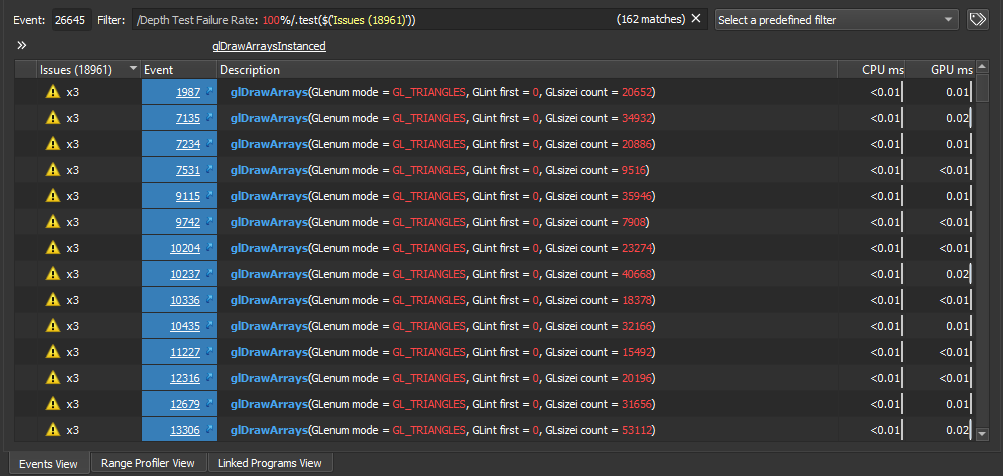 Event: 26645 Filter: /Depth Test Failure Rate: 100%/.test($('Issues (18961)')) (162 matches) Select a predefined filter
glDrawArraysInstanced
Issues (18961) Event Description CPU ms GPU ms
x3 1987 glDrawArrays(GLenum mode = GL_TRIANGLES, GLint first = 0, GLsizei count = 20652) <0.01 0.01
x3 7135 glDrawArrays(GLenum mode = GL_TRIANGLES, GLint first = 0, GLsizei count = 34932) <0.01 0.02
x3 7234 glDrawArrays(GLenum mode = GL_TRIANGLES, GLint first = 0, GLsizei count = 20886) <0.01 0.01
x3 7531 glDrawArrays(GLenum mode = GL_TRIANGLES, GLint first = 0, GLsizei count = 9516) <0.01 <0.01
x3 9115 glDrawArrays(GLenum mode = GL_TRIANGLES, GLint first = 0, GLsizei count = 35946) <0.01 0.01
x3 9742 glDrawArrays(GLenum mode = GL_TRIANGLES, GLint first = 0, GLsizei count = 7908) <0.01 <0.01
x3 10204 glDrawArrays(GLenum mode = GL_TRIANGLES, GLint first = 0, GLsizei count = 23274) <0.01 <0.01
x3 10237 glDrawArrays(GLenum mode = GL_TRIANGLES, GLint first = 0, GLsizei count = 40668) <0.01 0.02
x3 10336 glDrawArrays(GLenum mode = GL_TRIANGLES, GLint first = 0, GLsizei count = 18378) <0.01 <0.01
x3 10435 glDrawArrays(GLenum mode = GL_TRIANGLES, GLint first = 0, GLsizei count = 32166) <0.01 0.01
x3 11227 glDrawArrays(GLenum mode = GL_TRIANGLES, GLint first = 0, GLsizei count = 15492) <0.01 <0.01
x3 12316 glDrawArrays(GLenum mode = GL_TRIANGLES, GLint first = 0, GLsizei count = 20196) <0.01 <0.01
x3 12679 glDrawArrays(GLenum mode = GL_TRIANGLES, GLint first = 0, GLsizei count = 31656) <0.01 0.01
x3 13306 glDrawArrays(GLenum mode = GL_TRIANGLES, GLint first = 0, GLsizei count = 53112) <0.01 0.02
Events View Range Profiler View Linked Programs View